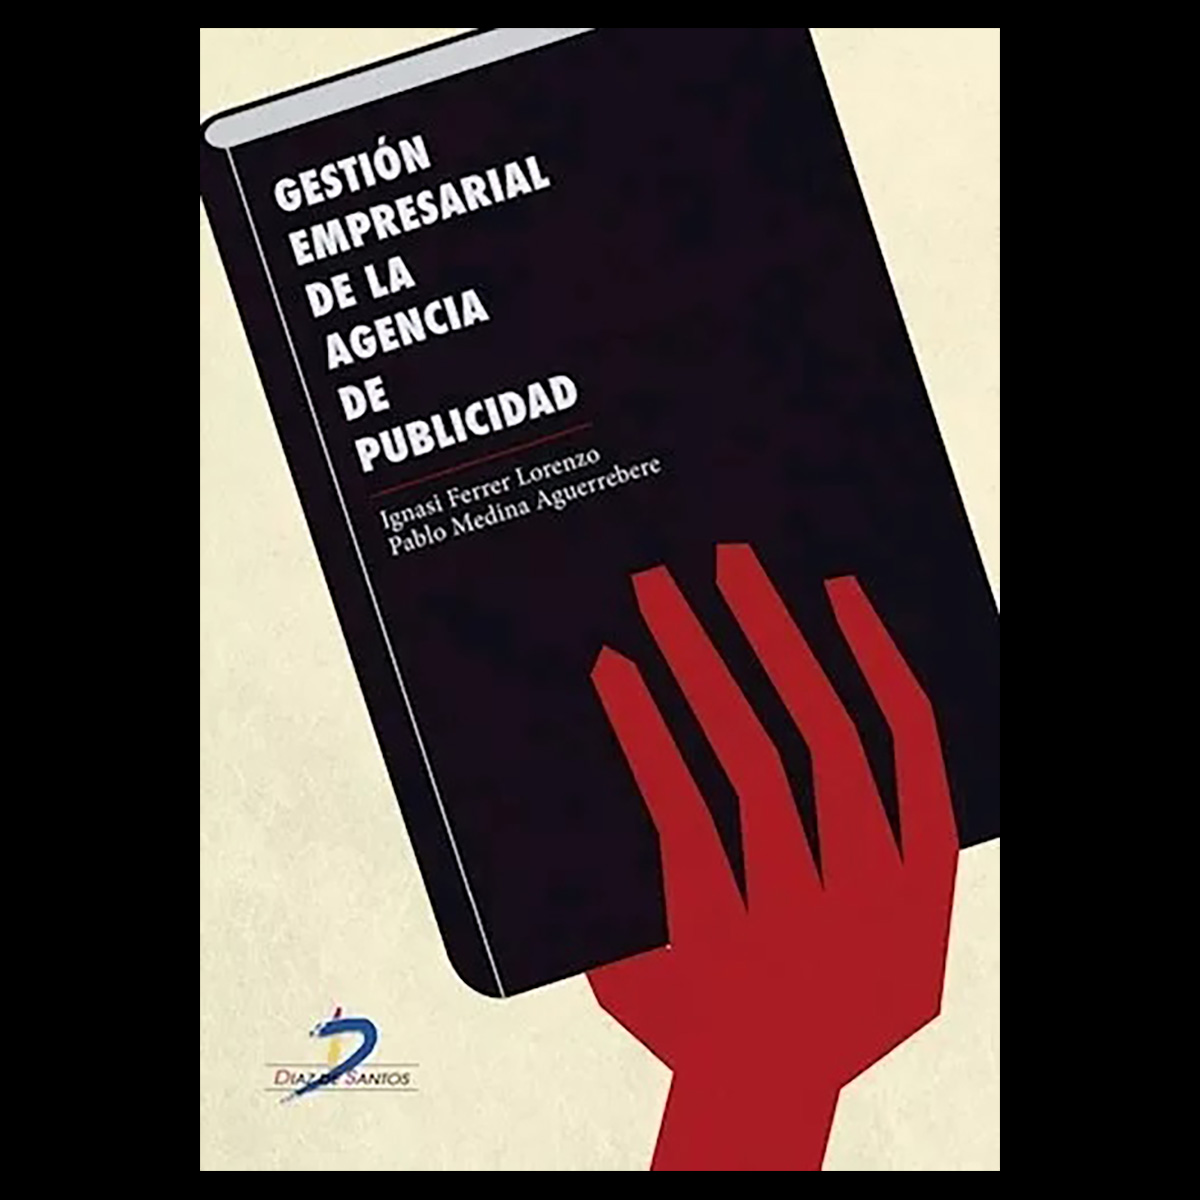 GESTIÓN
EMPRESARIAL
DE LA
AGENCIA
DE
PUBLICIDAD
Ignasi Ferrer Lorenzo
Pablo Medina Aguerrebere
DIAZ DE SANTOS